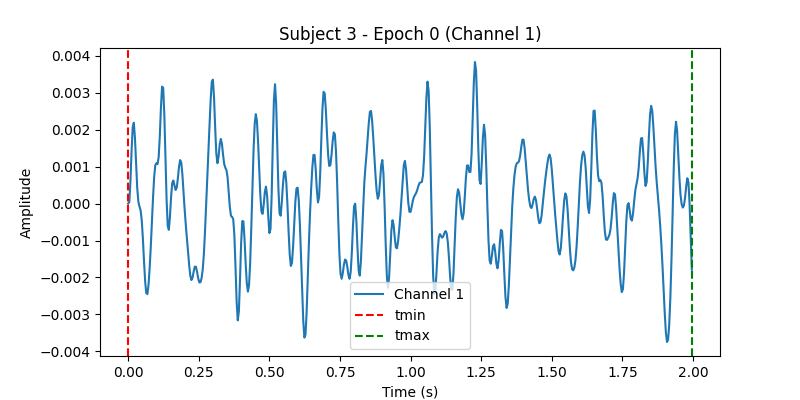 Subject 3 - Epoch 0 (Channel 1)
Amplitude
0.004
0.003
0.002
0.001
0.000
−0.001
−0.002
−0.003
−0.004
Channel 1
tmin
tmax
0.00 0.25 0.50 0.75 1.00 1.25 1.50 1.75 2.00
Time (s)